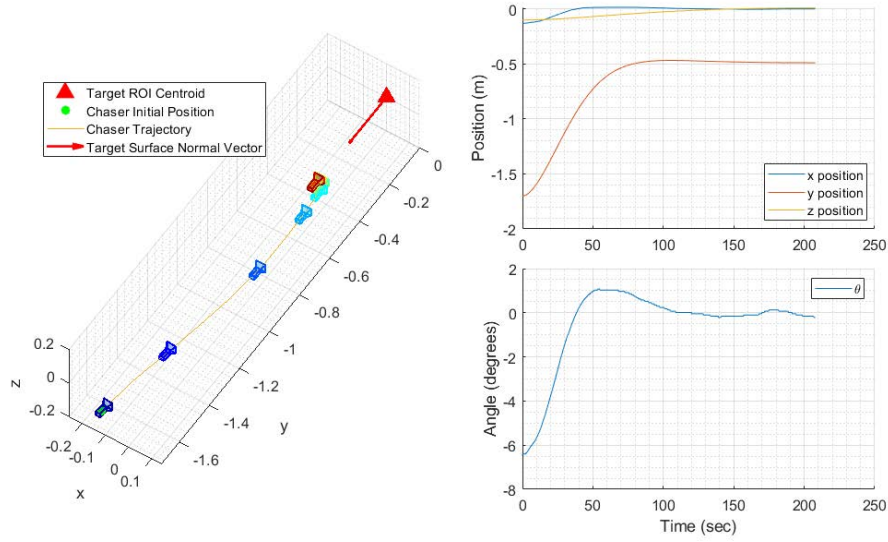 Target ROI Centroid
Chaser Initial Position
Chaser Trajectory
Target Surface Normal Vector
0
-0.2
-0.4
-0.6
-0.8
-1
-1.2
-1.4
-1.6
y
0.2
0
-0.2
z
-0.2
-0.1
0
0.1
x
0
-0.5
-1
-1.5
-2
Position (m)
x position
y position
z position
0 50 100 150 200 250
2
0
-2
-4
-6
-8
Angle (degrees)
θ
0 50 100 150 200 250
Time (sec)